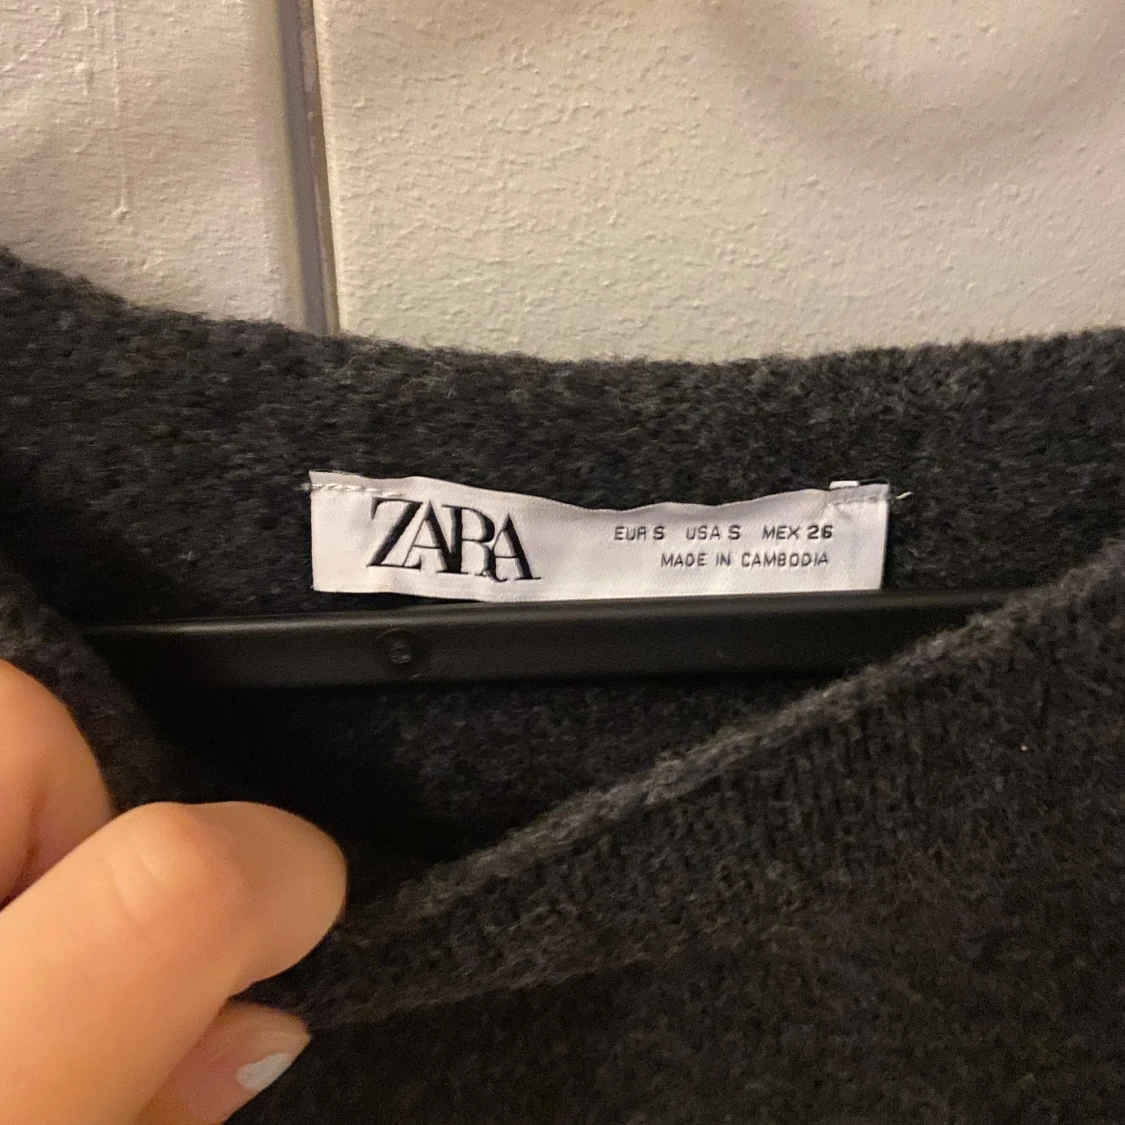 ZARA
EUR S USA S MEX 26
MADE IN CAMBODIA